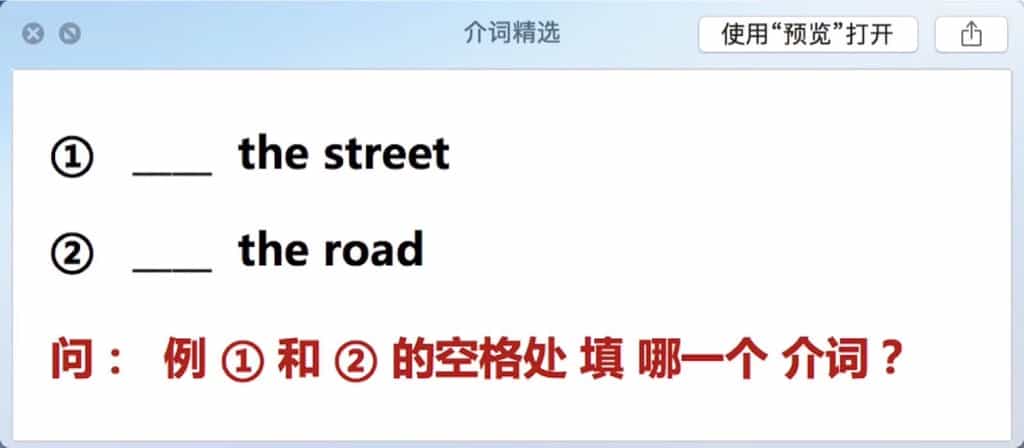 介词精选
使用“预览”打开
① ____ the street
② ____ the road
问： 例 ① 和 ② 的空格处 填 哪一个 介词？